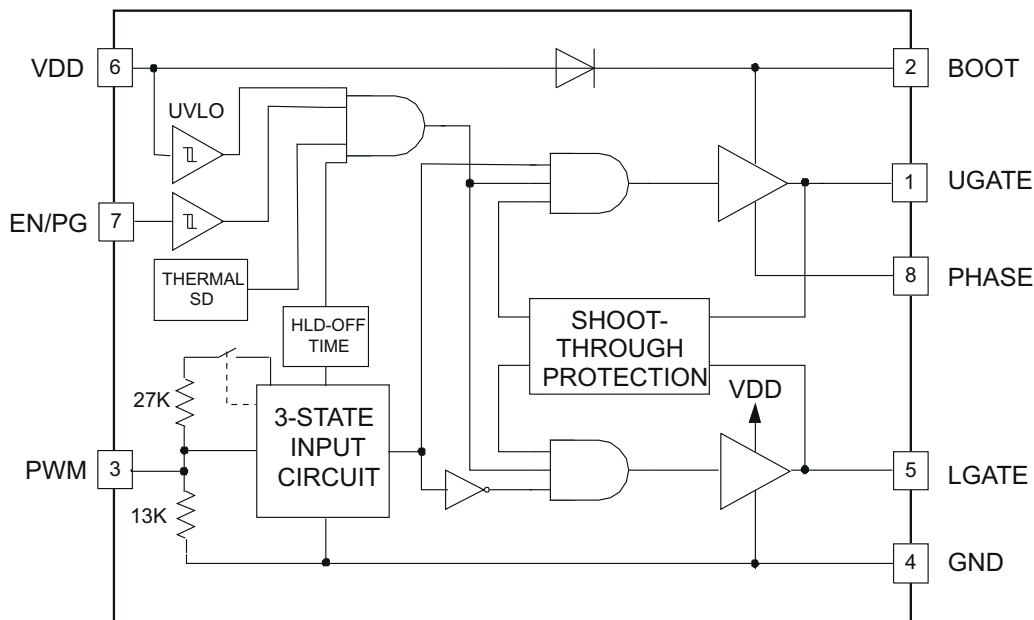 VDD
6
2
BOOT
UVLO
1
UGATE
EN/PG
7
THERMAL
SD
8
PHASE
HLD-OFF
TIME
SHOOT-
THROUGH
PROTECTION
27K
VDD
3-STATE
INPUT
CIRCUIT
PWM
3
5
LGATE
13K
4
GND